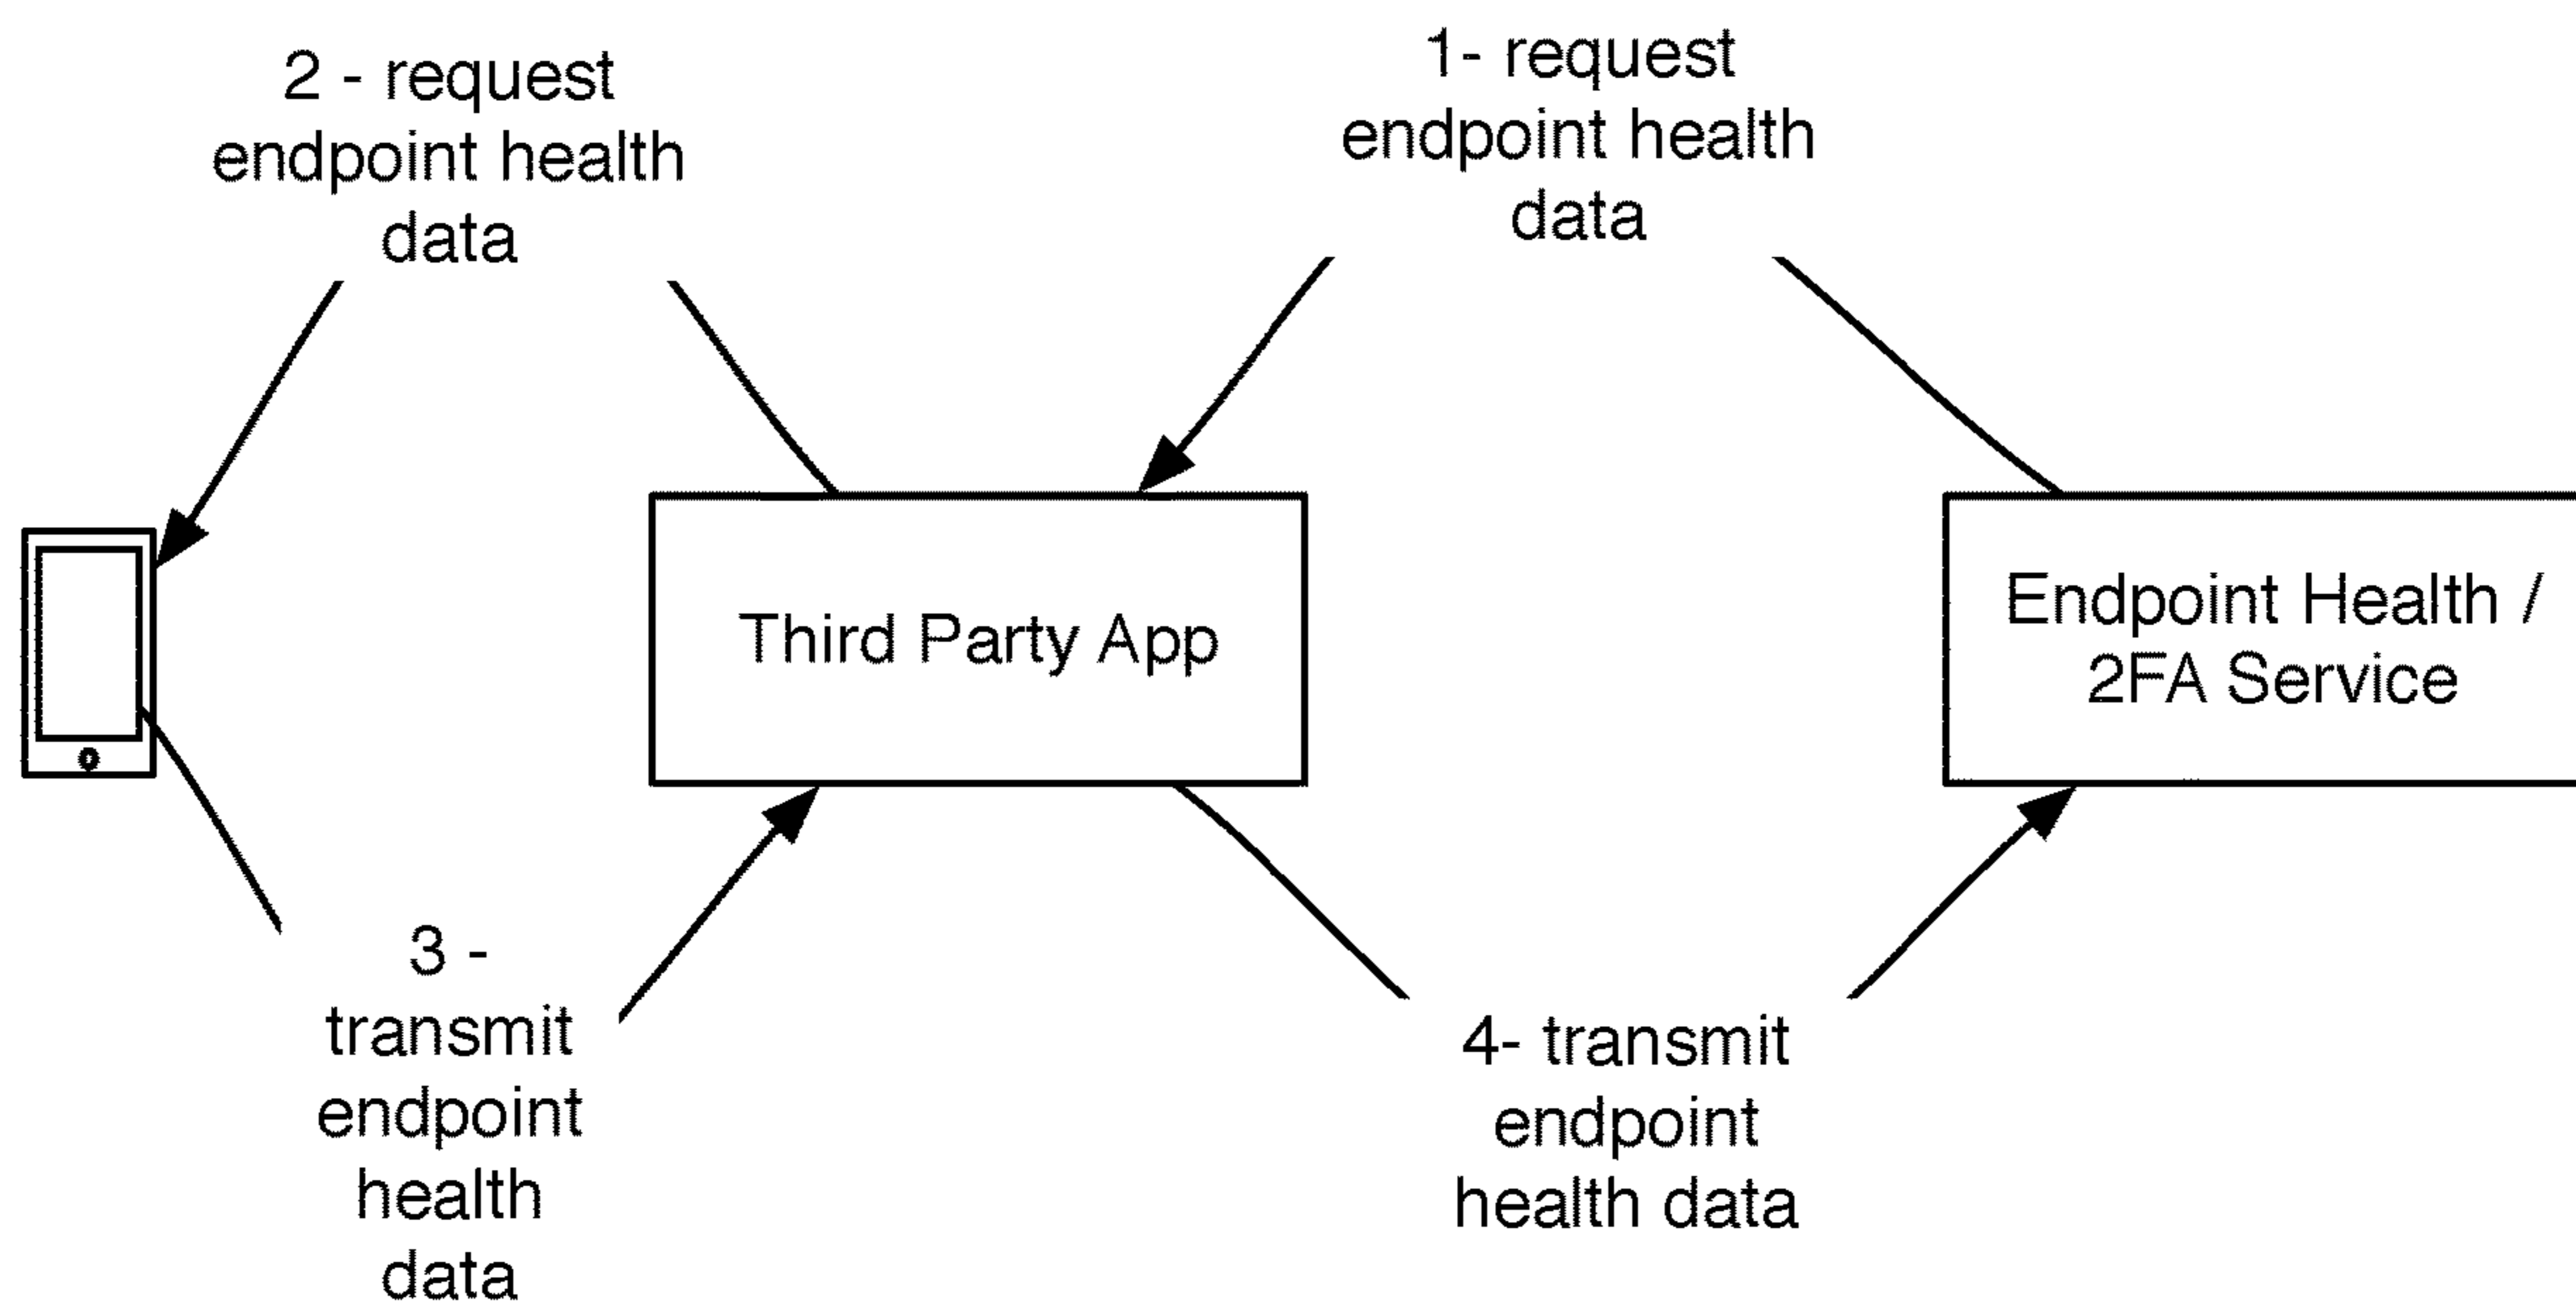 2 - request
endpoint health
data
1- request
endpoint health
data
Third Party App
Endpoint Health /
2FA Service
3 -
transmit
endpoint
health
data
4- transmit
endpoint
health data